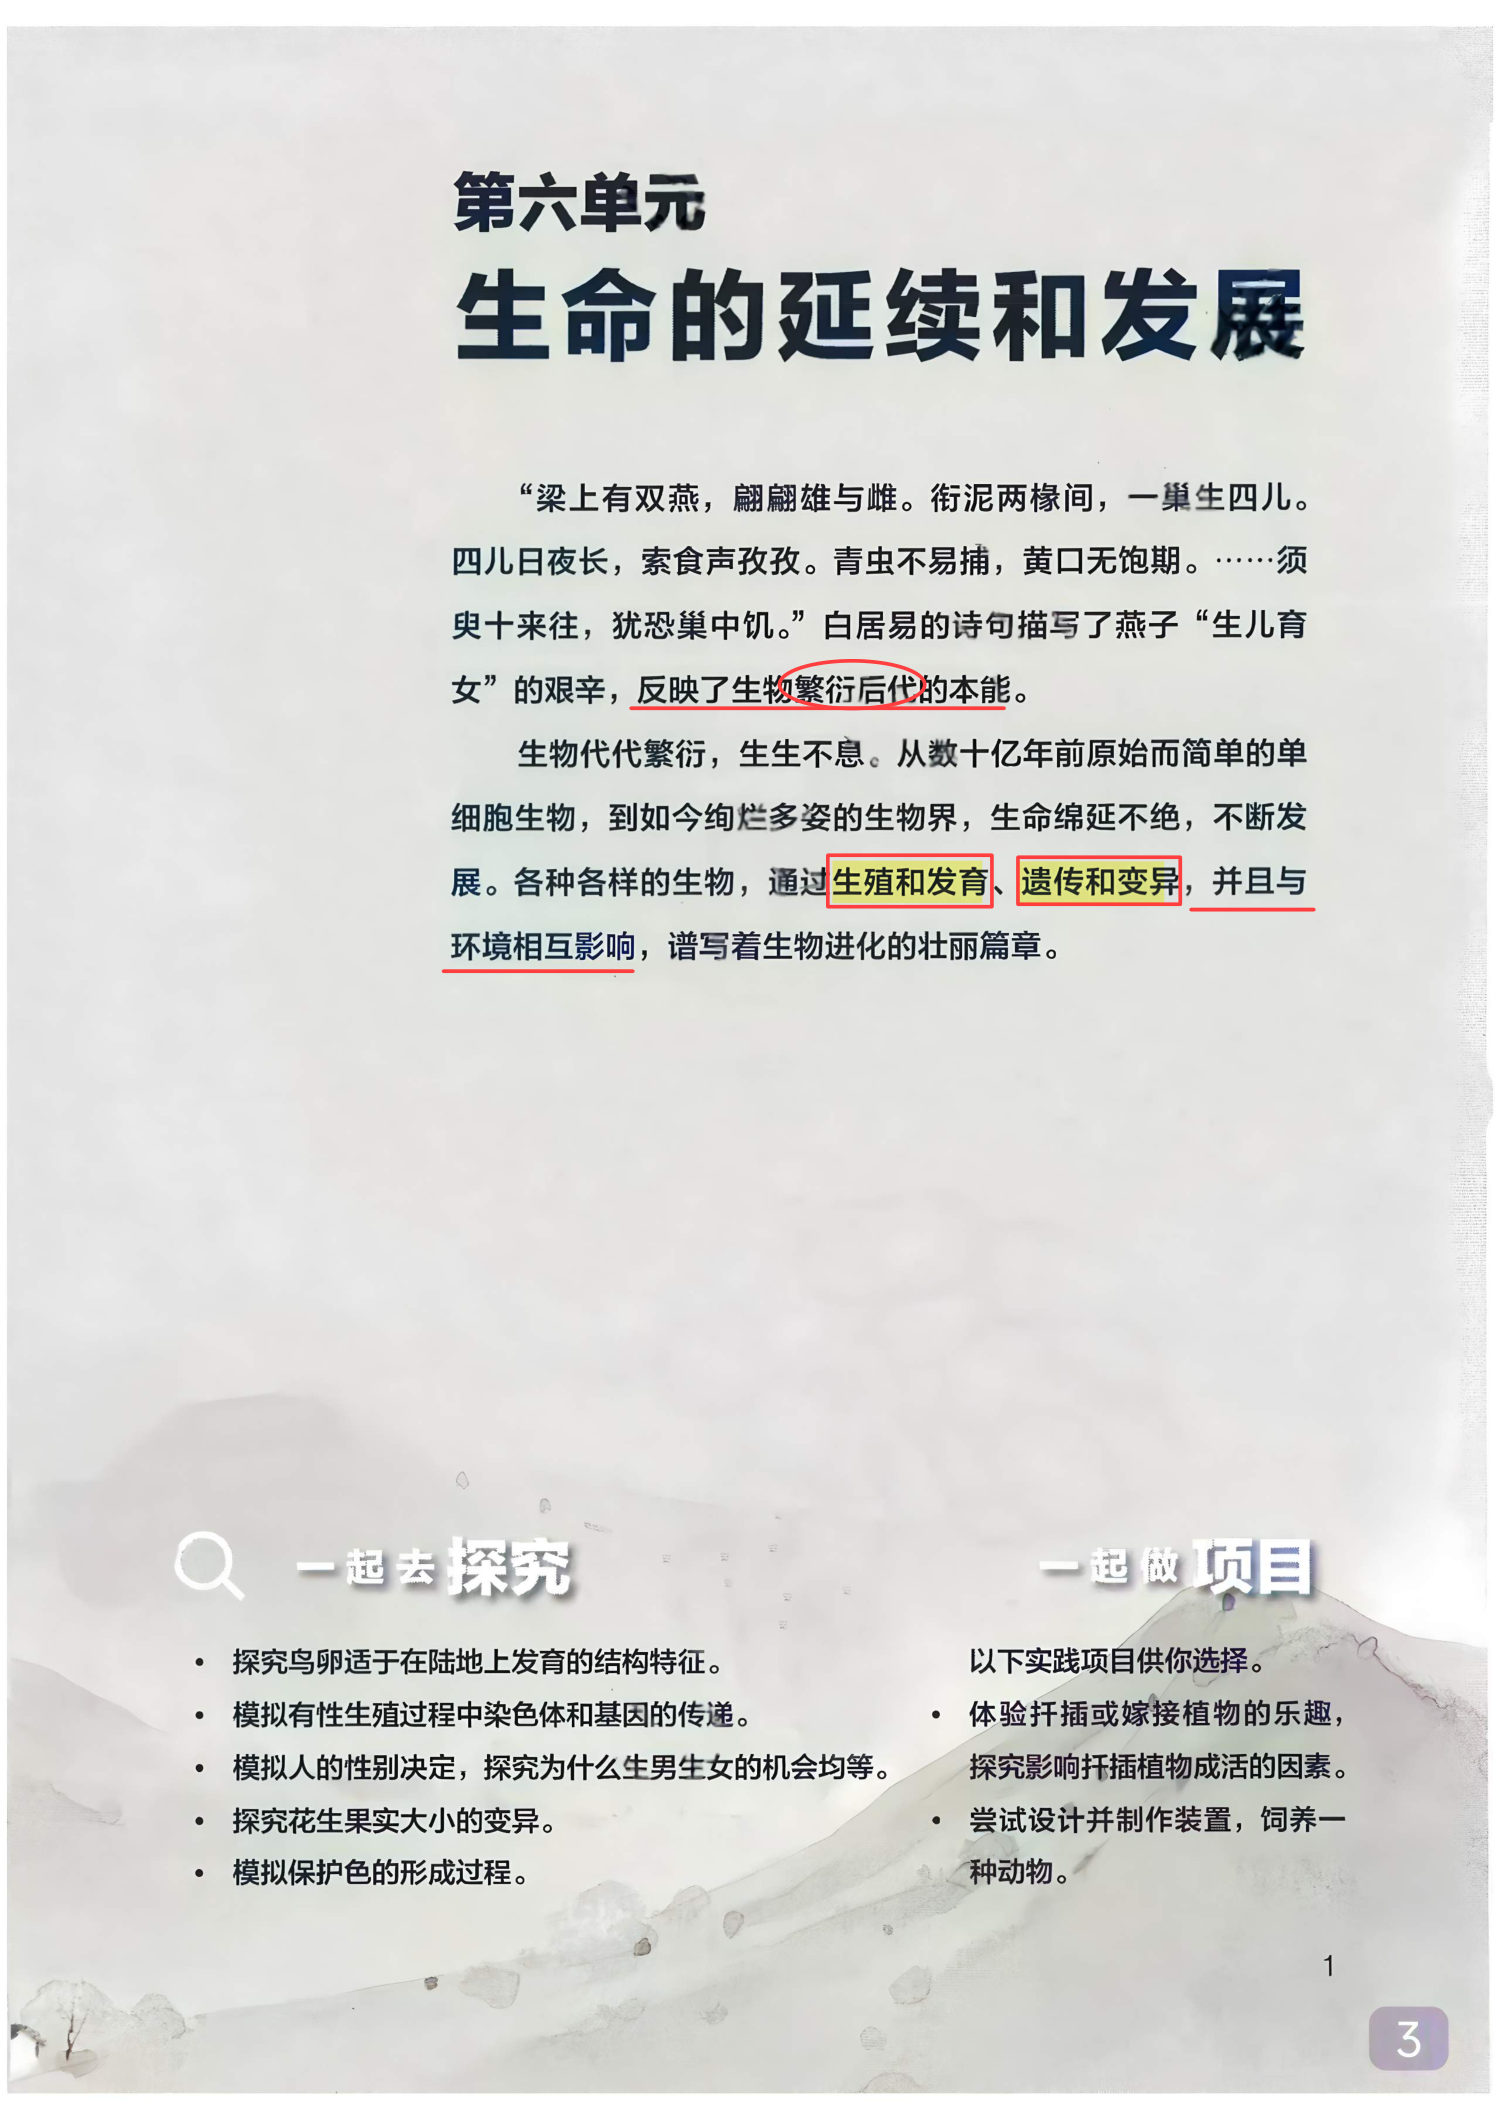 第六单元
生命的延续和发展
“梁上有双燕，翩翩雄与雌。衔泥两椽间，一巢生四儿。
四儿日夜长，索食声孜孜。青虫不易捕，黄口无饱期。……须
臾十来往，犹恐巢中饥。”白居易的诗句描写了燕子“生儿育
女”的艰辛，反映了生物繁衍后代的本能。
生物代代繁衍，生生不息。从数十亿年前原始而简单的单
细胞生物，到如今绚烂多姿的生物界，生命绵延不绝，不断发
展。各种各样的生物，通过生殖和发育、遗传和变异，并且与
环境相互影响，谱写着生物进化的壮丽篇章。
一起去探究
• 探究鸟卵适于在陆地上发育的结构特征。
• 模拟有性生殖过程中染色体和基因的传递。
• 模拟人的性别决定，探究为什么生男生女的机会均等。
• 探究花生果实大小的变异。
• 模拟保护色的形成过程。
一起做项目
以下实践项目供你选择。
• 体验扦插或嫁接植物的乐趣，
探究影响扦插植物成活的因素。
• 尝试设计并制作装置，饲养一
种动物。
1
3